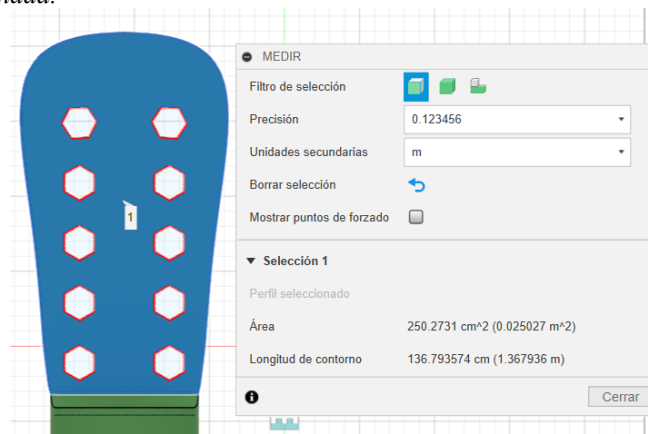 MEDIR
Filtro de selección
Precisión 0.123456
Unidades secundarias m
Borrar selección
Mostrar puntos de forzado
1
Selección 1
Perfil seleccionado
Área 250.2731 cm^2 (0.025027 m^2)
Longitud de contorno 136.793574 cm (1.367936 m)
Cerrar